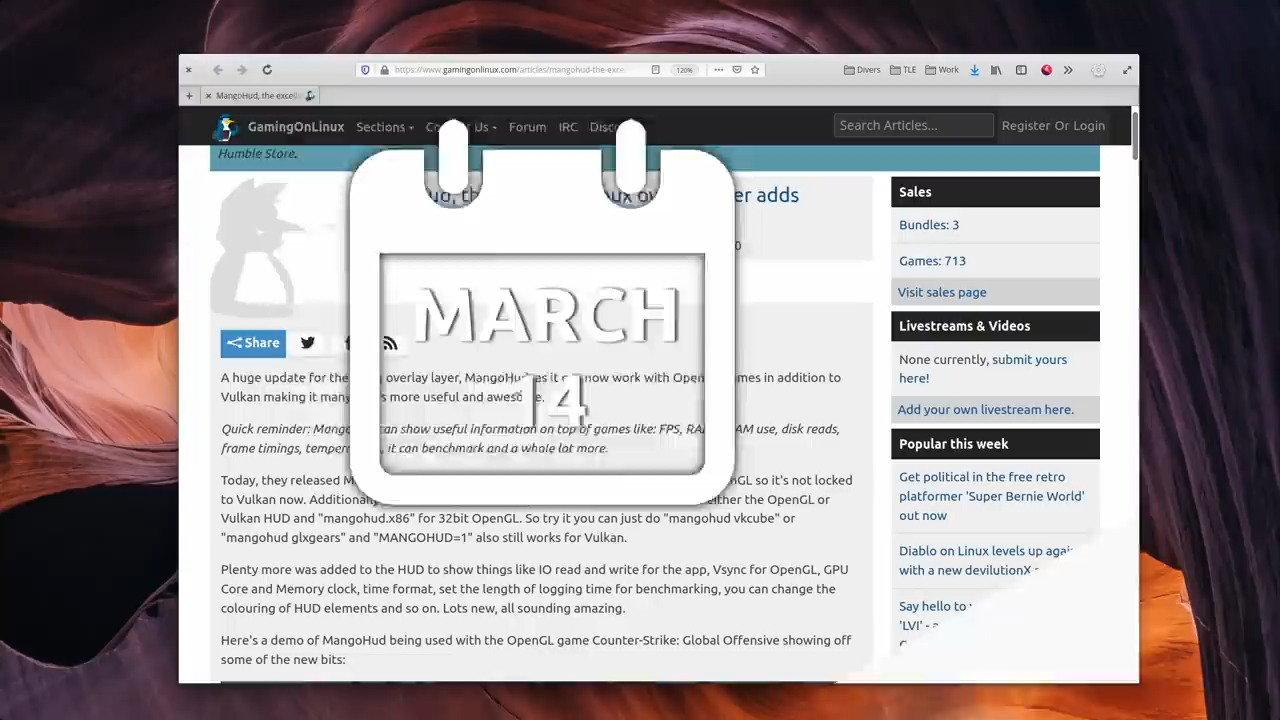 https://www.gamingonlinux.com/articles/mangohud-the-exce
120%
Divers
TLE
Work
MangoHud, the excell
GamingOnLinux
Sections
Us
Forum
IRC
Search Articles...
Register Or Login
Humble Store.
adds
MARCH
14
Share
A huge update for the overlay layer, MangoHud now work with in addition to
Vulkan making it more useful and awesome.
Quick reminder: can show useful information on top of games like: FPS, use, disk reads,
frame timings, it can benchmark and a whole lot more.
Today, they released so it's not locked
to Vulkan now. either the OpenGL or
Vulkan HUD and "mangohud.x86" for 32bit OpenGL. So try it you can just do "mangohud vkcube" or
"mangohud glxgears" and "MANGOHUD=1" also still works for Vulkan.
Plenty more was added to the HUD to show things like IO read and write for the app, Vsync for OpenGL, GPU
Core and Memory clock, time format, set the length of logging time for benchmarking, you can change the
colouring of HUD elements and so on. Lots new, all sounding amazing.
Here's a demo of MangoHud being used with the OpenGL game Counter-Strike: Global Offensive showing off
some of the new bits:
Sales
Bundles: 3
Games: 713
Visit sales page
Livestreams & Videos
None currently, submit yours
here!
Add your own livestream here.
Popular this week
Get political in the free retro
platformer 'Super Bernie World'
out now
Diablo on Linux levels up again
with a new devilutionX
Say hello to
'LVI' -